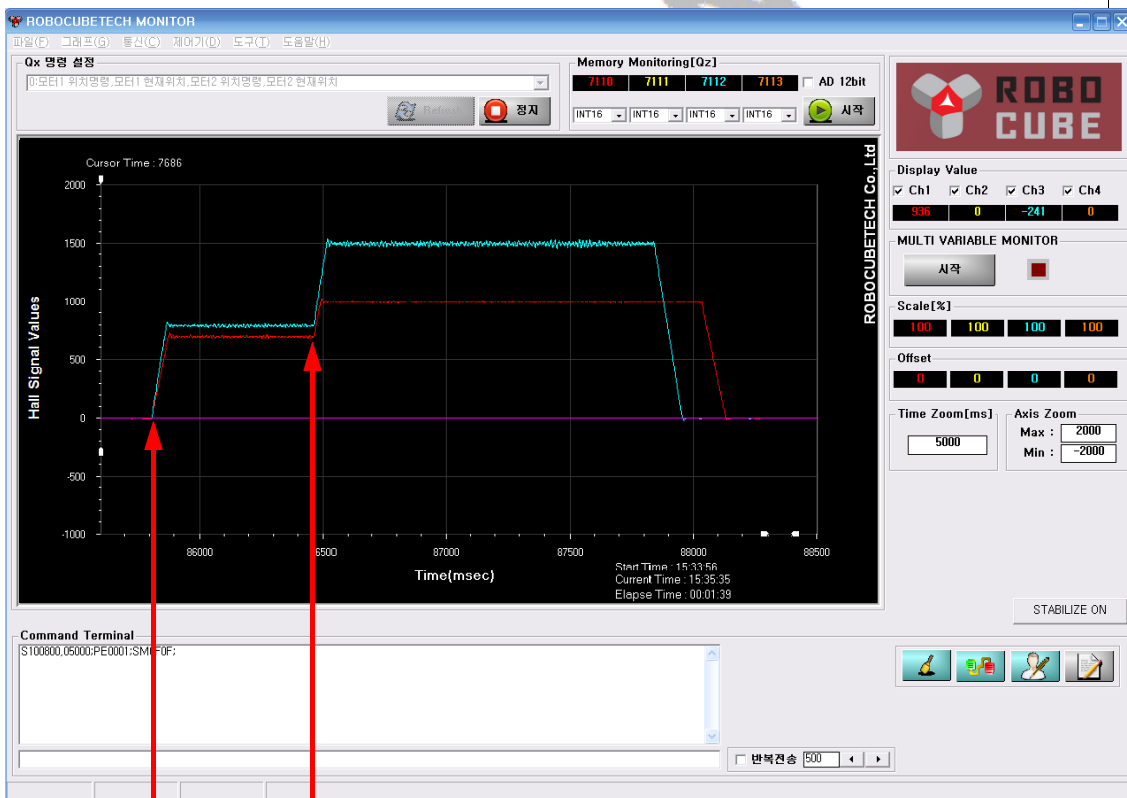 ROBOCUBETECH MONITOR
파일(F) 그래프(G) 통신(C) 제어기(D) 도구(T) 도움말(H)
Qx 명령 설정
0:모터1 위치명령,모터1 현재위치,모터2 위치명령,모터2 현재위치
Refresh
정지
Memory Monitoring[Qz]
7110 7111 7112 7113
AD 12bit
INT16 INT16 INT16 INT16
시작
ROBO
CUBE
Cursor Time : 7686
ROBOCUBETECH Co.,Ltd
Hall Signal Values
2000
1500
1000
500
0
-500
-1000
86000 6500 87000 87500 88000 88500
Time(msec)
Start Time : 15:33:56
Current Time : 15:35:35
Elapse Time : 00:01:39
Display Value
Ch1 Ch2 Ch3 Ch4
936 0 -241 0
MULTI VARIABLE MONITOR
시작
Scale[%]
100 100 100 100
Offset
0 0 0 0
Time Zoom[ms]
5000
Axis Zoom
Max : 2000
Min : -2000
STABILIZE ON
Command Terminal
S100800,05000;PE0001;SM0F0F;
반복전송 500